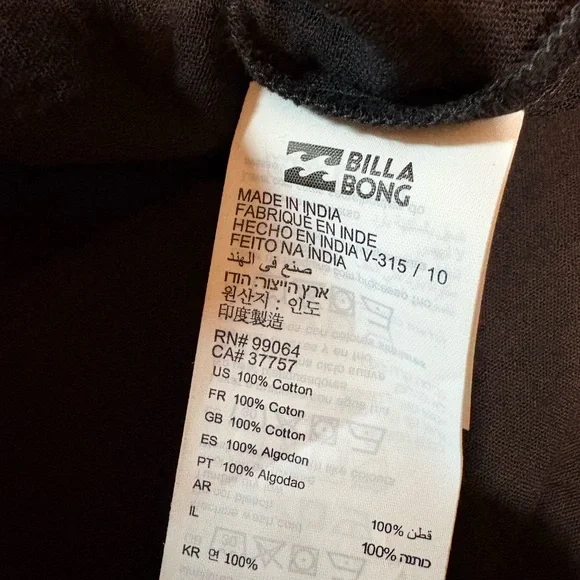 BILLA
BONG
MADE IN INDIA
FABRIQUÉ EN INDE
HECHO EN INDIA V-315 / 10
FEITO NA ÍNDIA
صنع في الهند
ארץ הייצור: הודו
원산지 : 인도
印度製造
RN# 99064
CA# 37757
US 100% Cotton
FR 100% Coton
GB 100% Cotton
ES 100% Algodon
PT 100% Algodao
AR 100% قطن
IL 100% כותנה
KR 면 100%